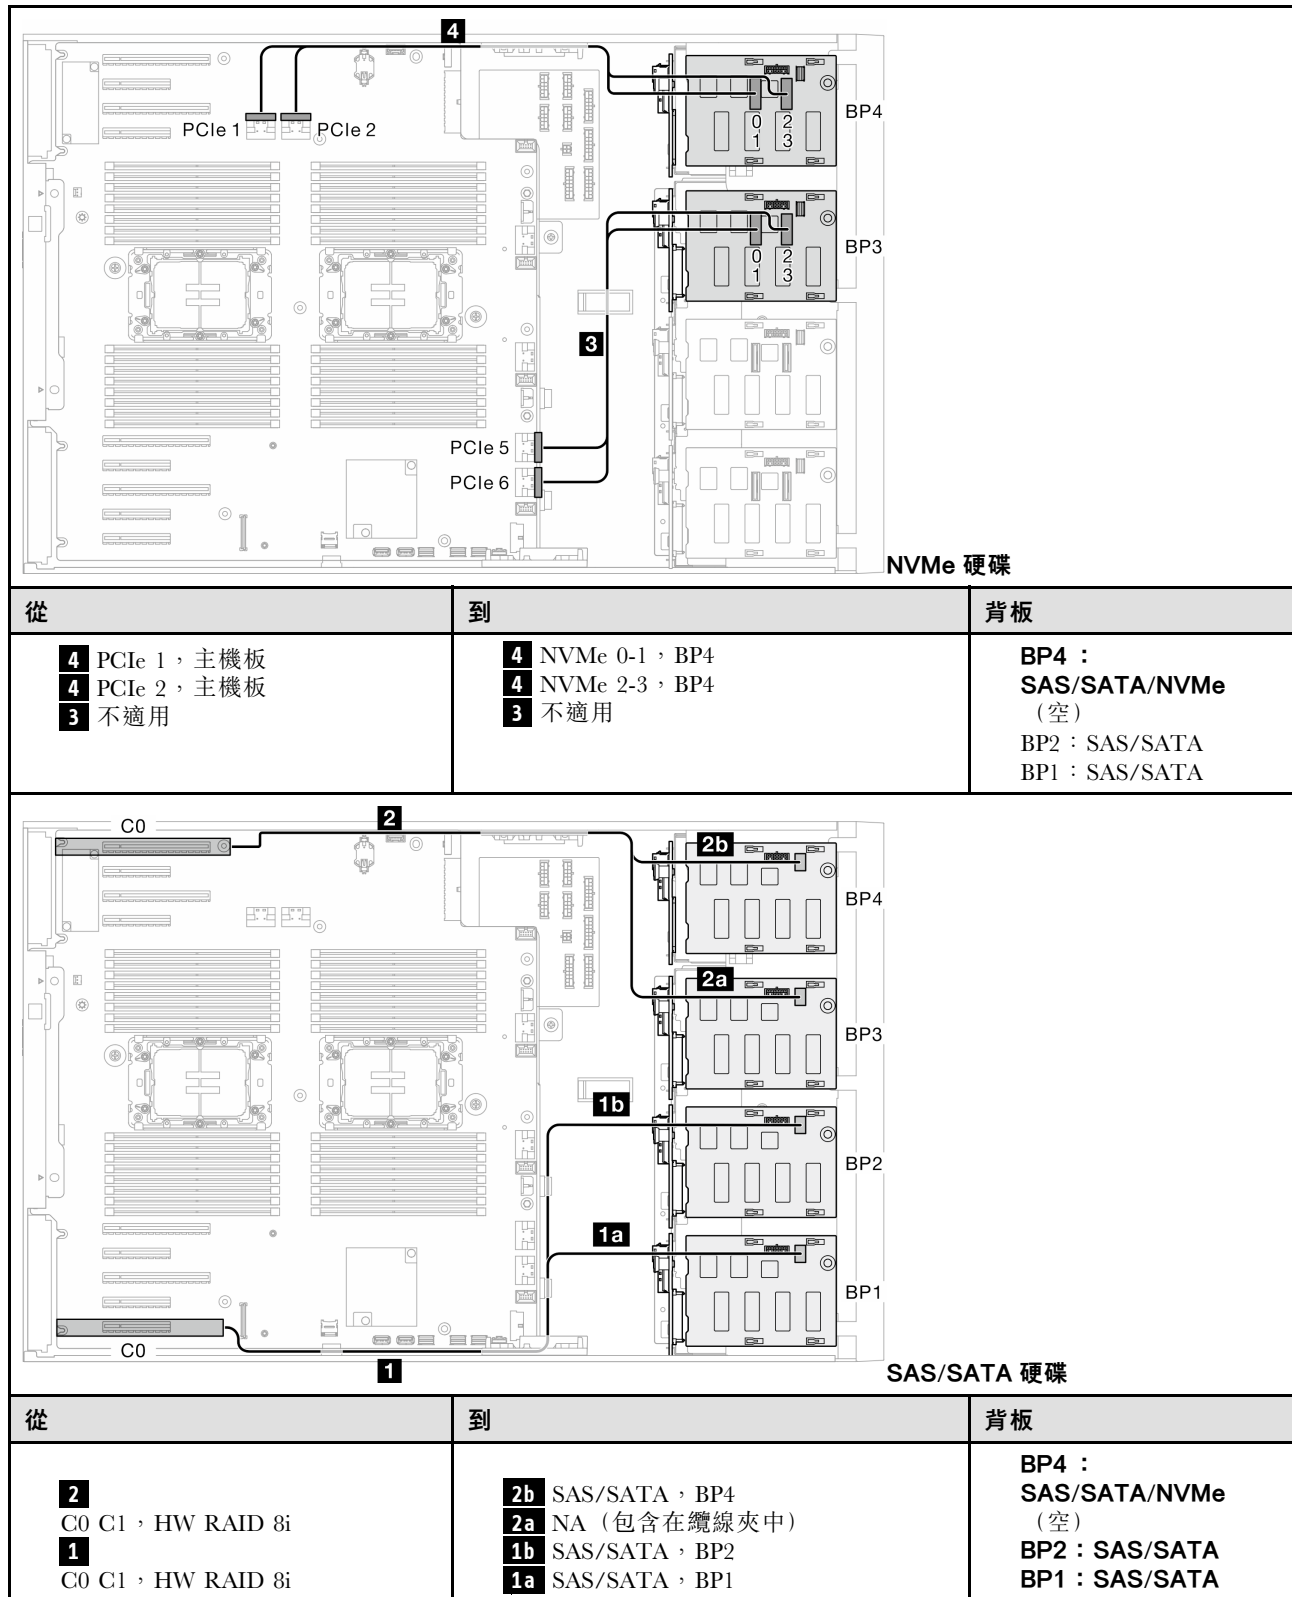 4
PCIe 1
PCIe 2
0
1
2
3
BP4
0
1
2
3
BP3
3
PCIe 5
PCIe 6
NVMe 硬碟
從
到
背板
4 PCIe 1，主機板
4 PCIe 2，主機板
3 不適用
4 NVMe 0-1，BP4
4 NVMe 2-3，BP4
3 不適用
BP4：
SAS/SATA/NVMe
（空）
BP2：SAS/SATA
BP1：SAS/SATA
C0
2
2b
BP4
2a
BP3
1b
BP2
1a
BP1
C0
1
SAS/SATA 硬碟
從
到
背板
2
C0 C1，HW RAID 8i
1
C0 C1，HW RAID 8i
2b SAS/SATA，BP4
2a NA（包含在纜線夾中）
1b SAS/SATA，BP2
1a SAS/SATA，BP1
BP4：
SAS/SATA/NVMe
（空）
BP2：SAS/SATA
BP1：SAS/SATA